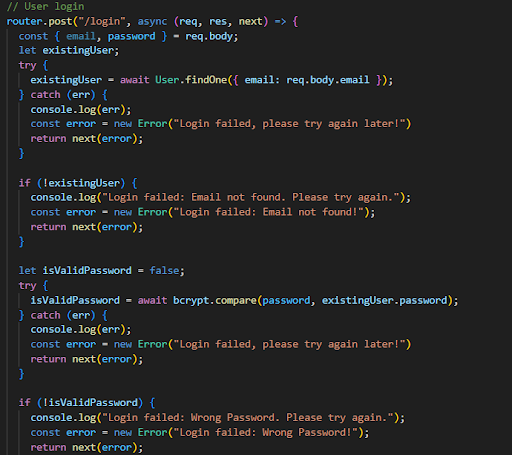 // User login
router.post("/login", async (req, res, next) => {
  const { email, password } = req.body;
  let existingUser;
  try {
    existingUser = await User.findOne({ email: req.body.email });
  } catch (err) {
    console.log(err);
    const error = new Error("Login failed, please try again later!")
    return next(error);
  }

  if (!existingUser) {
    console.log("Login failed: Email not found. Please try again.");
    const error = new Error("Login failed: Email not found!");
    return next(error);
  }

  let isValidPassword = false;
  try {
    isValidPassword = await bcrypt.compare(password, existingUser.password);
  } catch (err) {
    console.log(err);
    const error = new Error("Login failed, please try again later!")
    return next(error);
  }

  if (!isValidPassword) {
    console.log("Login failed: Wrong Password. Please try again.");
    const error = new Error("Login failed: Wrong Password!");
    return next(error);